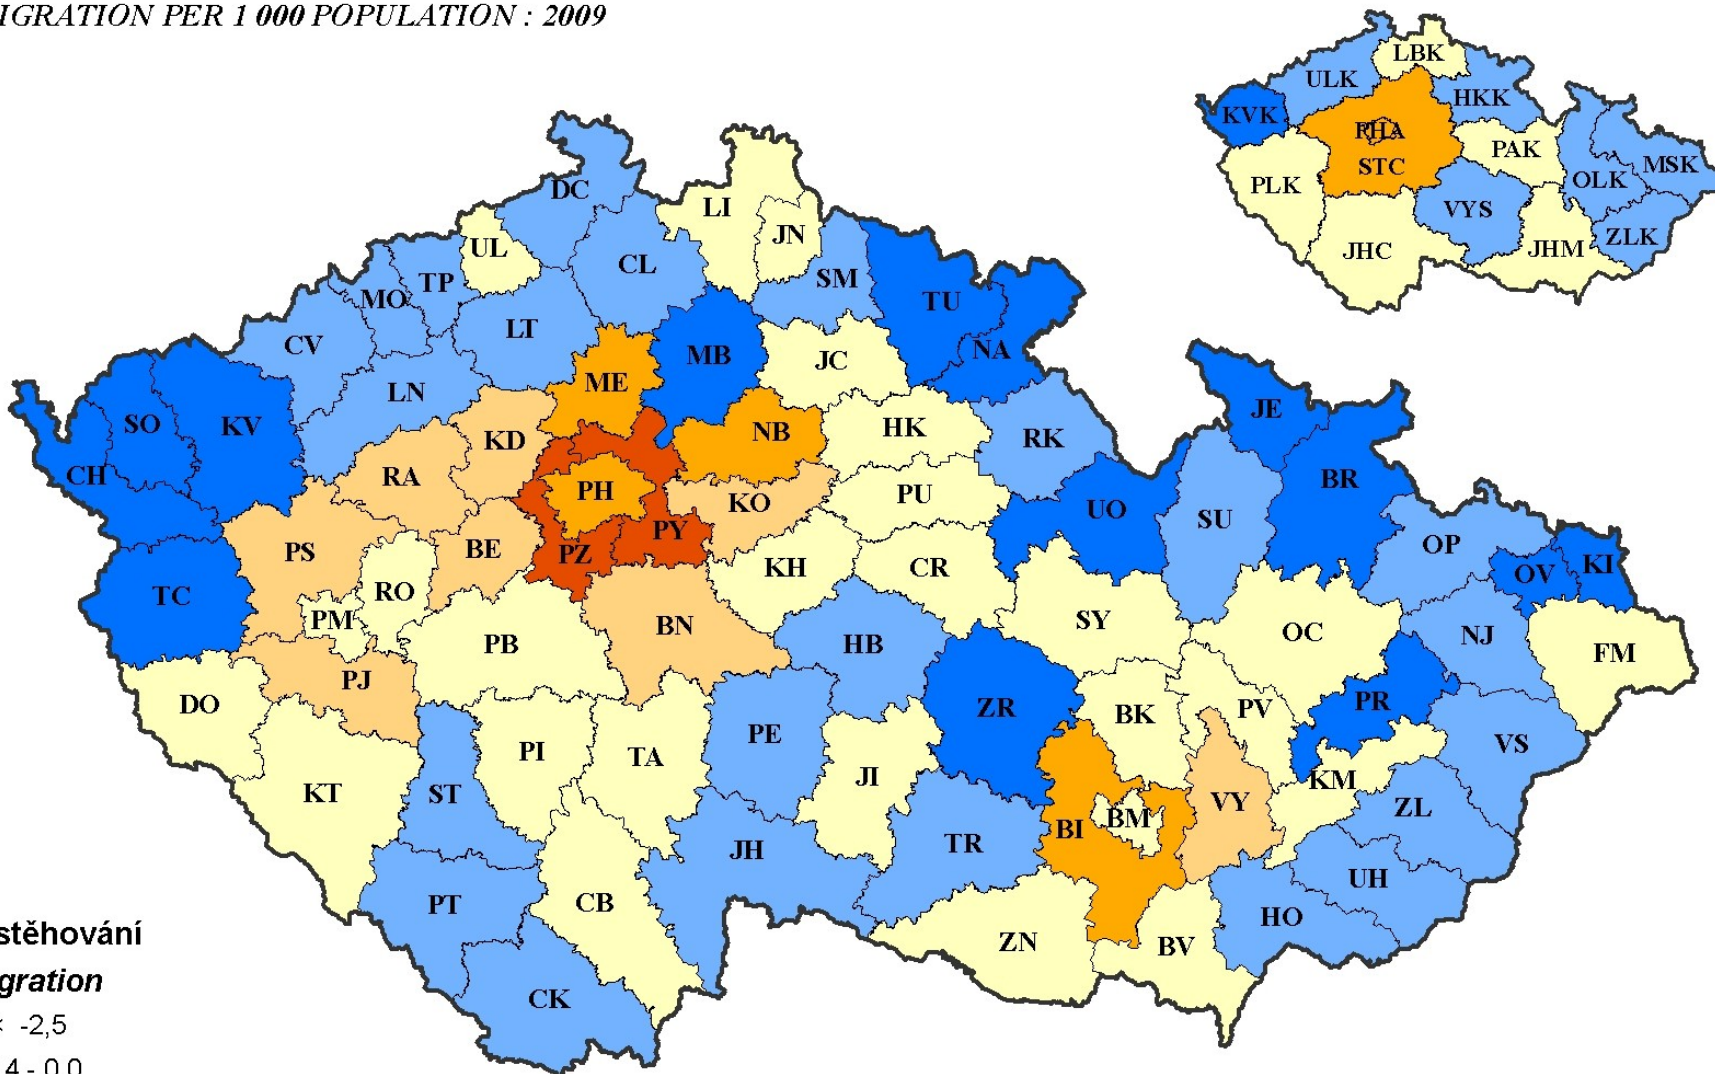 IGRATION PER 1 000 POPULATION : 2009
LBK
ULK
HKK
KVK
PHA
PAK
MSK
STC
OLK
PLK
VYS
ZLK
JHC
JHM
DC
LI
JN
UL
CL
SM
TP
MO
TU
LT
CV
NA
MB
JC
ME
LN
JE
SO
KV
KD
NB
HK
RK
CH
RA
BR
PH
KO
PU
UO
SU
PY
PS
BE
PZ
OP
KH
CR
OV
KI
TC
RO
PM
SY
OC
BN
NJ
PB
HB
FM
PJ
DO
ZR
PR
PV
BK
PE
VS
PI
TA
JI
KM
KT
ST
VY
ZL
BM
BI
TR
JH
UH
PT
CB
HO
stěhování
ZN
BV
gration
CK
-2,5
4 - 0,0